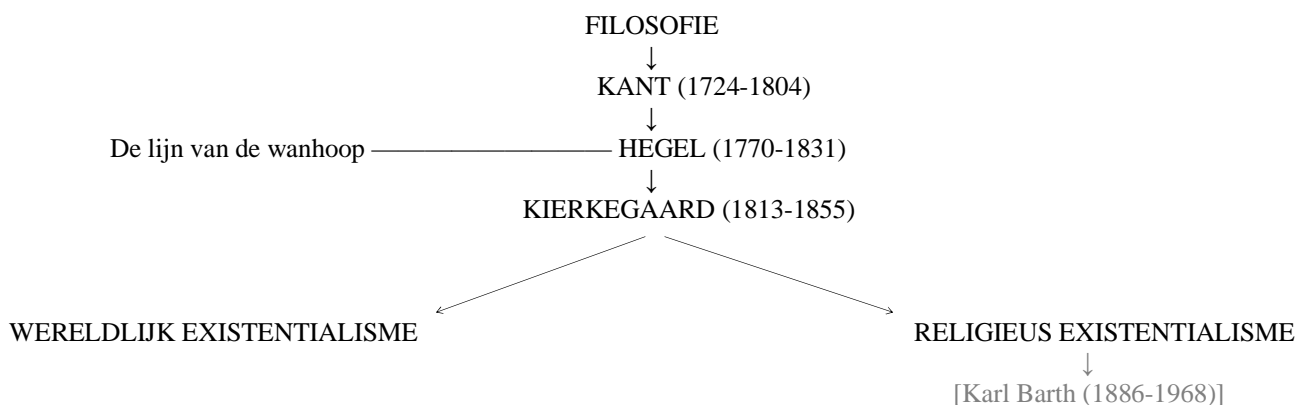 FILOSOFIE
↓
KANT (1724-1804)
↓
De lijn van de wanhoop ——————————— HEGEL (1770-1831)
↓
KIERKEGAARD (1813-1855)
WERELDLIJK EXISTENTIALISME RELIGIEUS EXISTENTIALISME
↓
[Karl Barth (1886-1968)]